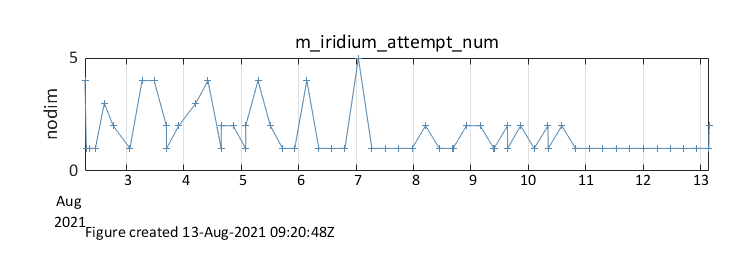 m_iridium_attempt_num
5
nodim
0
3 4 5 6 7 8 9 10 11 12 13
Aug
2021
Figure created 13-Aug-2021 09:20:48Z